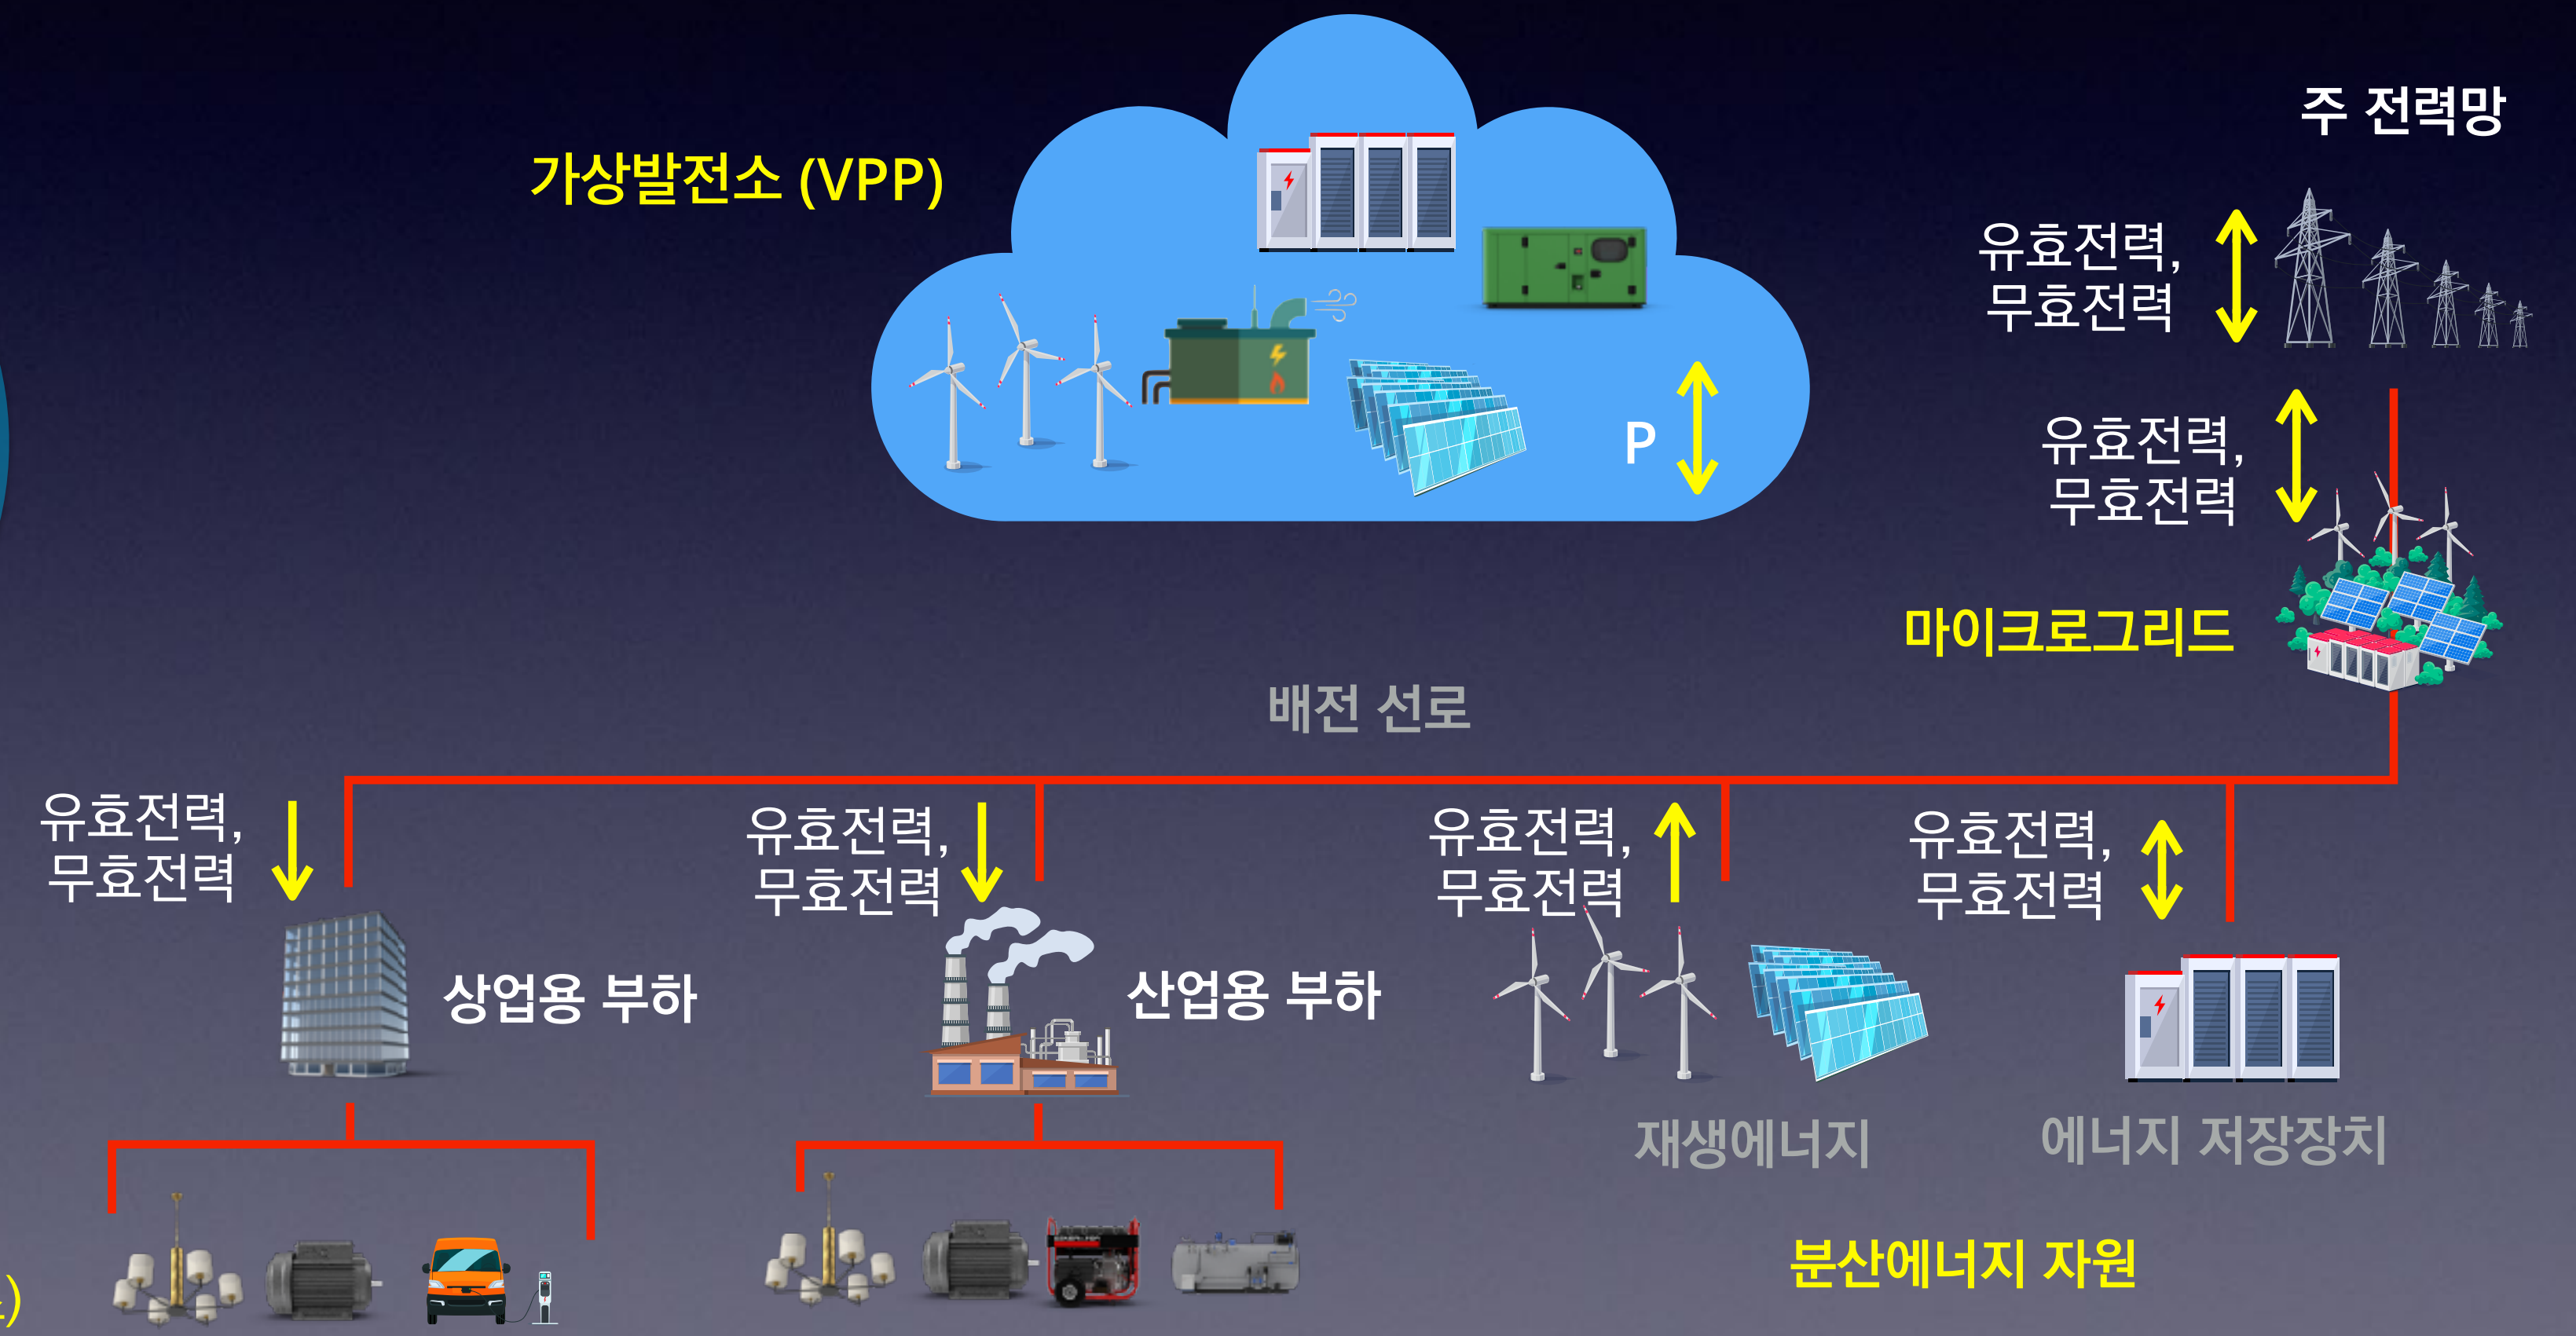 주 전력망
가상발전소 (VPP)
유효전력,
무효전력
P
유효전력,
무효전력
마이크로그리드
배전 선로
유효전력,
무효전력
유효전력,
무효전력
유효전력,
무효전력
유효전력,
무효전력
상업용 부하
산업용 부하
재생에너지
에너지 저장장치
분산에너지 자원
)